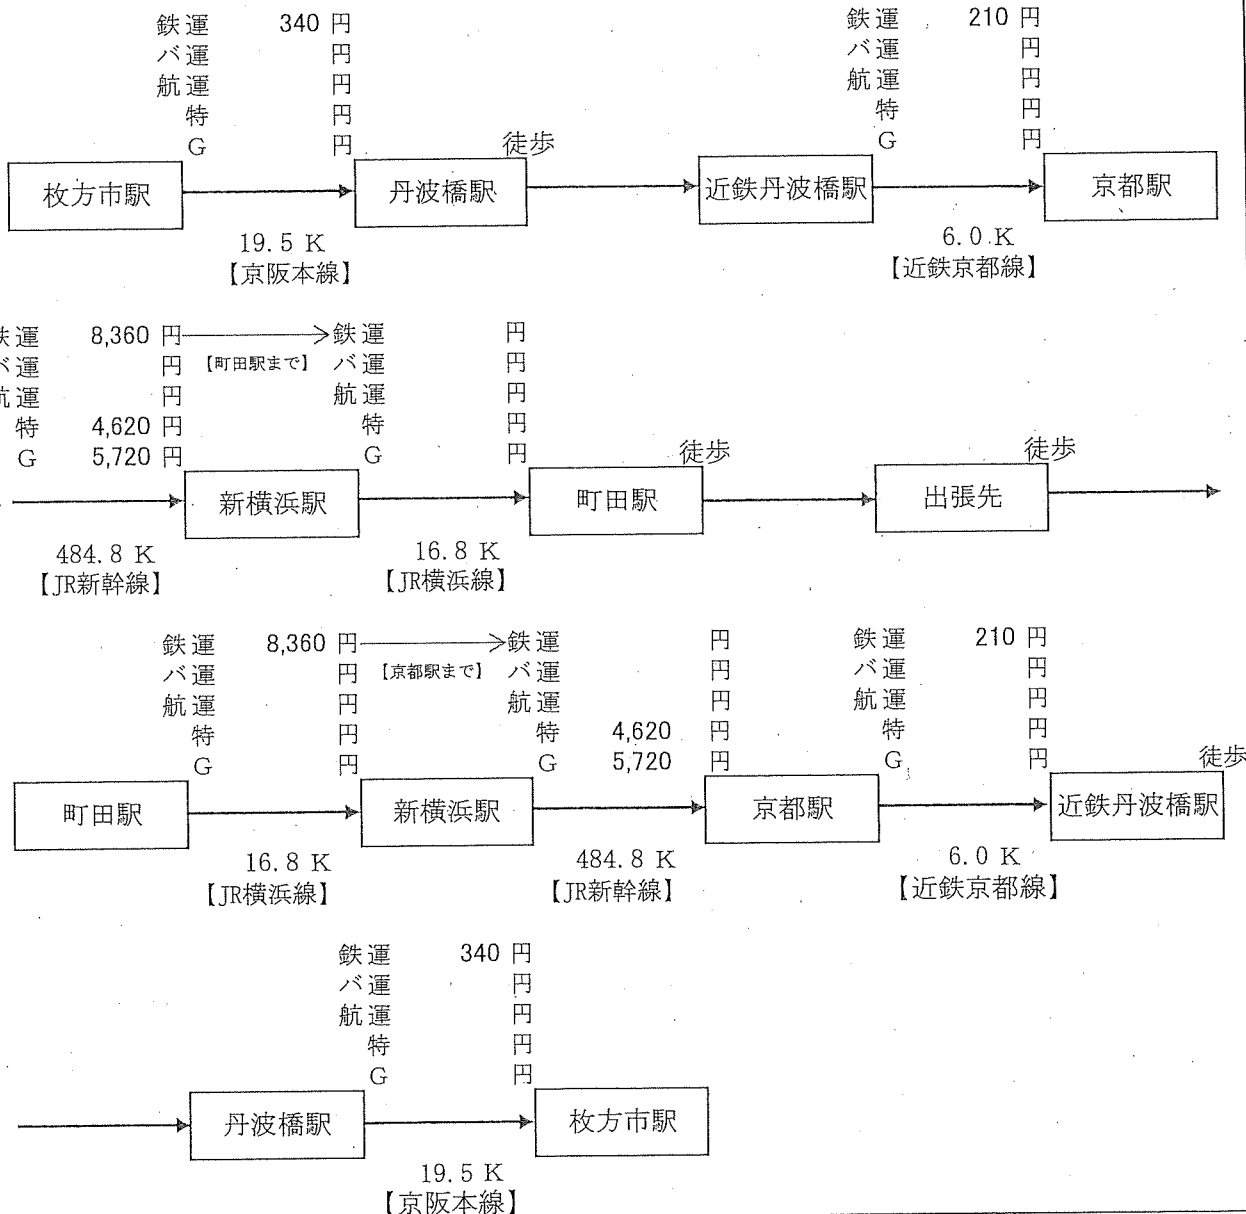 鉄運 340 円 鉄運 210 円
バ運 円 バ運 円
航運 円 航運 円
特 円 特 円
G 円 G 円
徒歩
枚方市駅 丹波橋駅 近鉄丹波橋駅 京都駅
19.5 K 6.0 K
【京阪本線】 【近鉄京都線】
鉄運 8,360 円 鉄運 円
バ運 円 【町田駅まで】 バ運 円
航運 円 航運 円
特 4,620 円 特 円
G 5,720 円 G 円
徒歩 徒歩
新横浜駅 町田駅 出張先
484.8 K 16.8 K
【JR新幹線】 【JR横浜線】
鉄運 8,360 円 鉄運 円 鉄運 210 円
バ運 円 【京都駅まで】 バ運 円 バ運 円
航運 円 航運 円 航運 円
特 円 特 4,620 円 特 円
G 円 G 5,720 円 G 円
徒歩
町田駅 新横浜駅 京都駅 近鉄丹波橋駅
16.8 K 484.8 K 6.0 K
【JR横浜線】 【JR新幹線】 【近鉄京都線】
鉄運 340 円
バ運 円
航運 円
特 円
G 円
丹波橋駅 枚方市駅
19.5 K
【京阪本線】